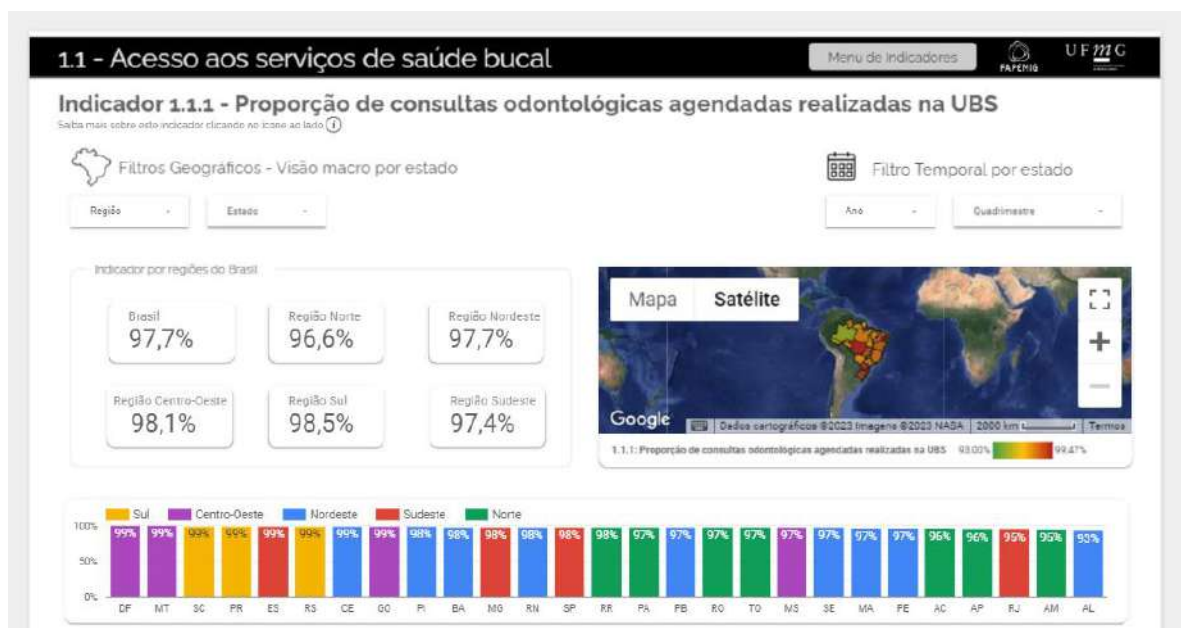 1.1 - Acesso aos serviços de saúde bucal
Menu de Indicadores
FAPEMIG
UFMG
Indicador 1.1.1 - Proporção de consultas odontológicas agendadas realizadas na UBS
Saiba mais sobre este indicador clicando no ícone ao lado
Filtros Geográficos - Visão macro por estado
Filtro Temporal por estado
Região
Estado
Ano
Quadrimestre
Indicador por regiões do Brasil
Brasil
97,7%
Região Norte
96,6%
Região Nordeste
97,7%
Região Centro-Oeste
98,1%
Região Sul
98,5%
Região Sudeste
97,4%
Mapa Satélite
Google
Dados cartográficos ©2023 Imagens ©2023 NASA 2000 km Termos
1.1.1: Proporção de consultas odontológicas agendadas realizadas na UBS 93.00% 99.47%
Sul Centro-Oeste Nordeste Sudeste Norte
100%
50%
0%
99% 99% 99% 99% 99% 99% 99% 99% 98% 98% 98% 98% 98% 98% 97% 97% 97% 97% 97% 97% 97% 97% 96% 96% 95% 95% 93%
DF MT SC PR ES RS CE GO PI BA MG RN SP RR PA PB RO TO MS SE MA PE AC AP RJ AM AL